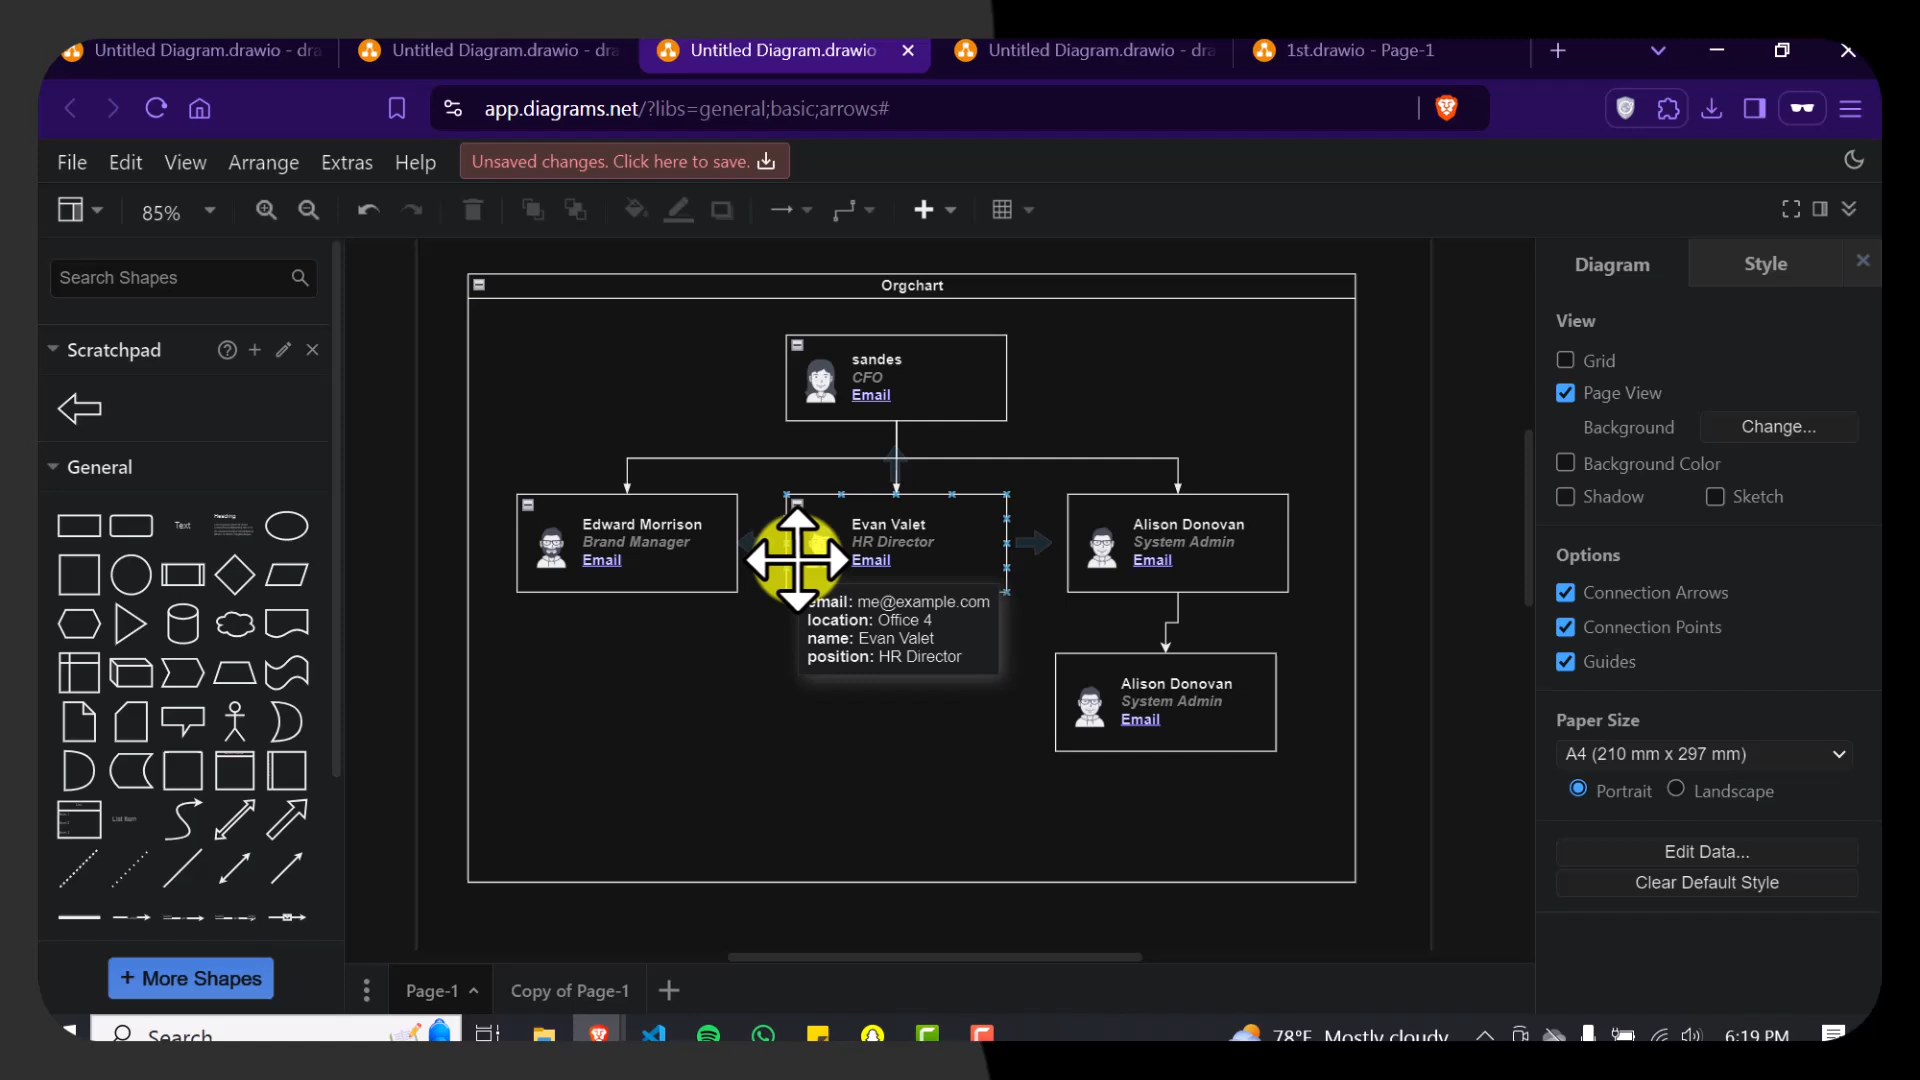 Untitled Diagram.drawio - dra
Untitled Diagram.drawio - dra
Untitled Diagram.drawio
Untitled Diagram.drawio - dra
1st.drawio - Page-1
app.diagrams.net/?libs=general;basic;arrows#
File Edit View Arrange Extras Help
Unsaved changes. Click here to save.
85%
Search Shapes
Scratchpad
General
Text
Heading
List Item
+ More Shapes
Orgchart
sandes
CFO
Email
Edward Morrison
Brand Manager
Email
Evan Valet
HR Director
Email
Alison Donovan
System Admin
Email
email: me@example.com
location: Office 4
name: Evan Valet
position: HR Director
Alison Donovan
System Admin
Email
Diagram
Style
View
Grid
Page View
Background
Change...
Background Color
Shadow
Sketch
Options
Connection Arrows
Connection Points
Guides
Paper Size
A4 (210 mm x 297 mm)
Portrait
Landscape
Edit Data...
Clear Default Style
Page-1
Copy of Page-1
Search
78°F Mostly cloudy
6:19 PM